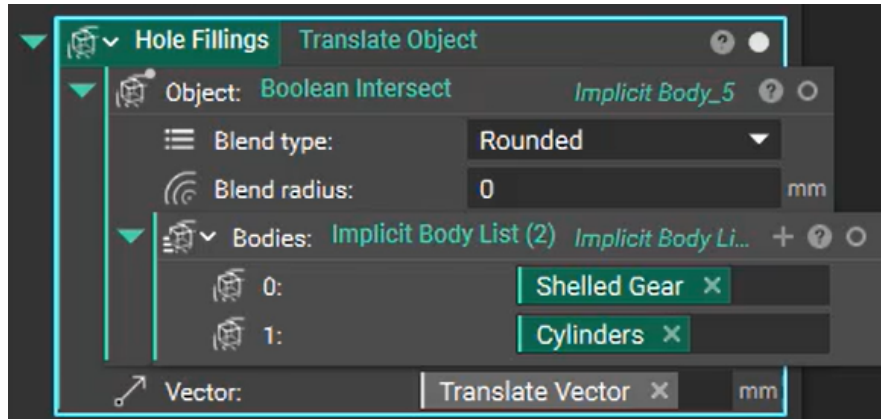 Hole Fillings Translate Object
Object: Boolean Intersect Implicit Body_5
Blend type: Rounded
Blend radius: 0 mm
Bodies: Implicit Body List (2) Implicit Body Li...
0: Shelled Gear
1: Cylinders
Vector: Translate Vector mm